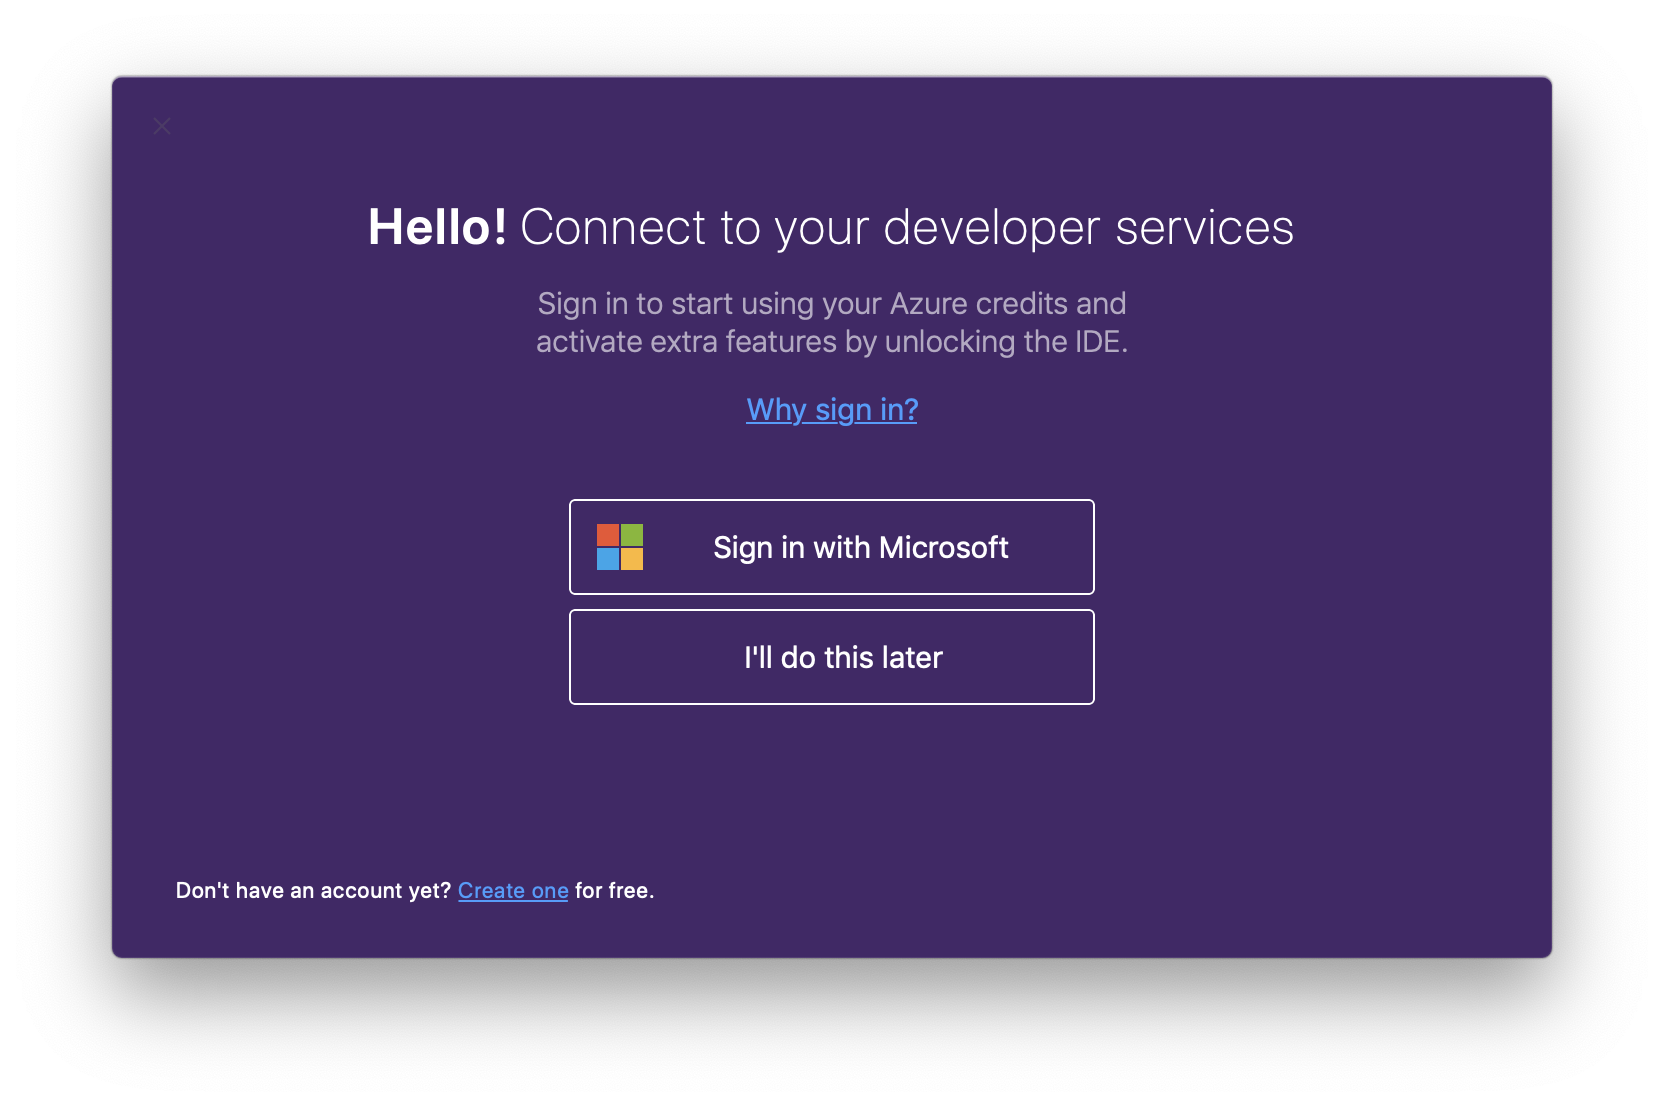 Hello! Connect to your developer services
Sign in to start using your Azure credits and
activate extra features by unlocking the IDE.
Why sign in?
Sign in with Microsoft
I'll do this later
Don't have an account yet? Create one for free.